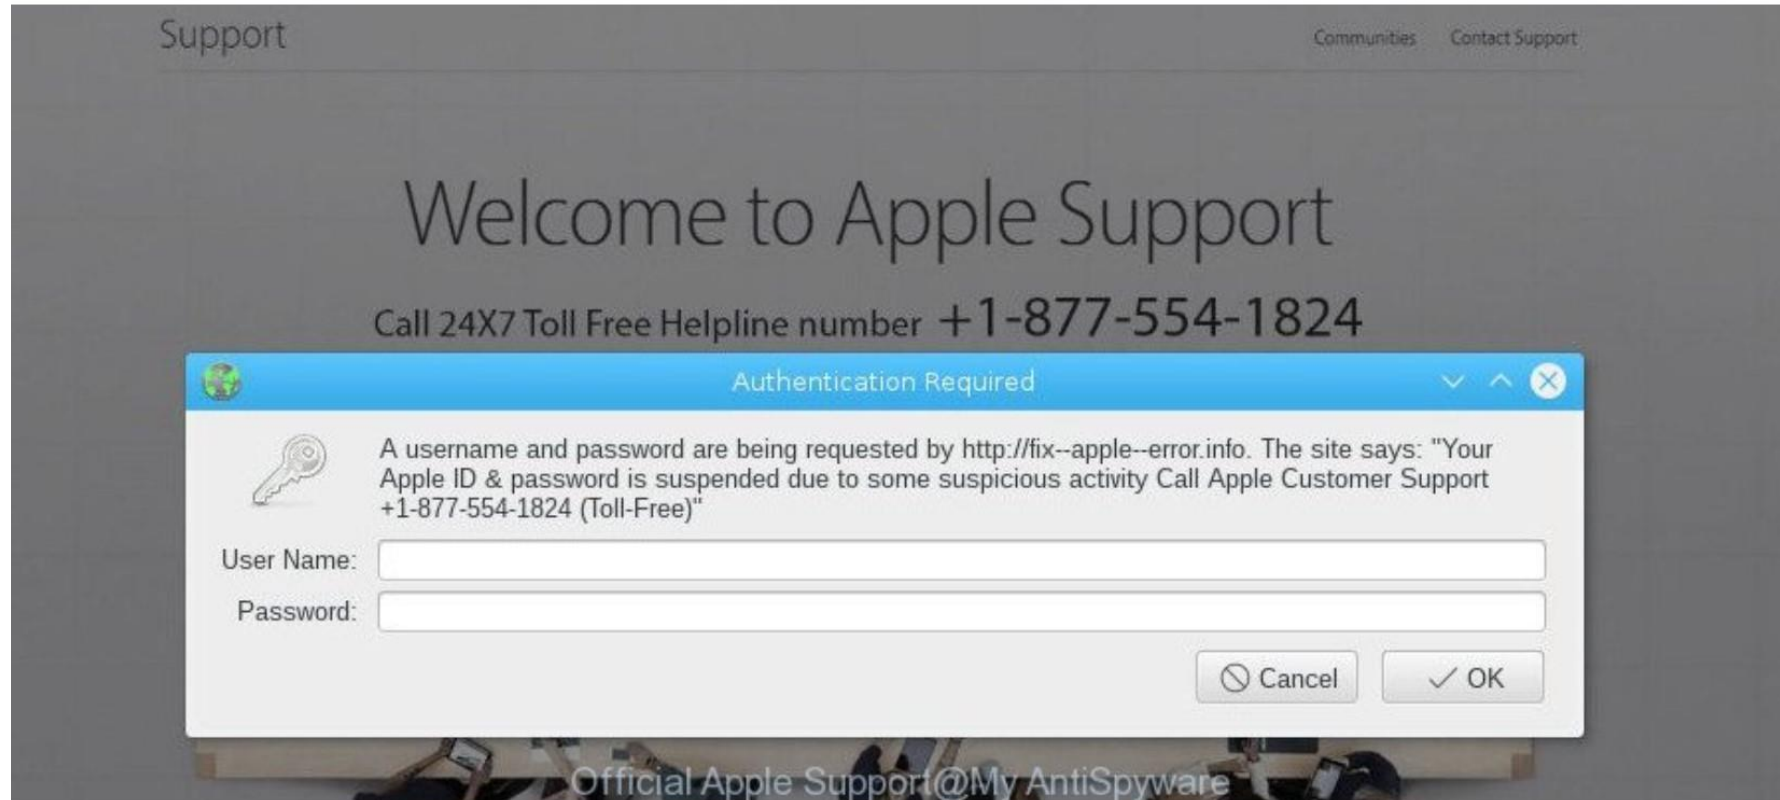 Support
Communities Contact Support
Welcome to Apple Support
Call 24X7 Toll Free Helpline number +1-877-554-1824
Authentication Required
A username and password are being requested by http://fix--apple--error.info. The site says: "Your
Apple ID & password is suspended due to some suspicious activity Call Apple Customer Support
+1-877-554-1824 (Toll-Free)"
User Name:
Password:
Cancel OK
Official Apple Support@My AntiSpyware